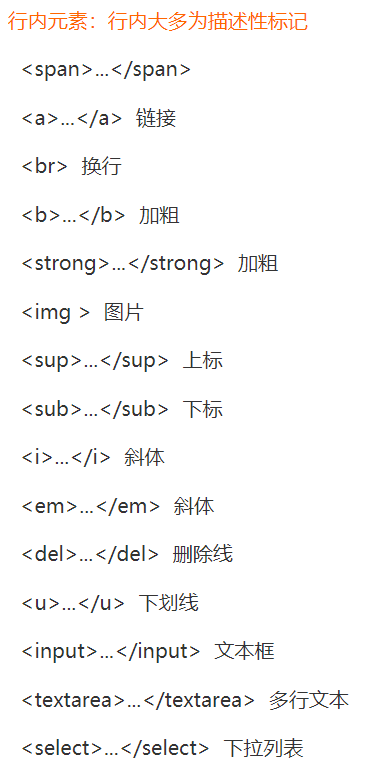 行内元素：行内大多为描述性标记
<span>...</span>
<a>...</a> 链接
<br> 换行
<b>...</b> 加粗
<strong>...</strong> 加粗
<img > 图片
<sup>...</sup> 上标
<sub>...</sub> 下标
<i>...</i> 斜体
<em>...</em> 斜体
<del>...</del> 删除线
<u>...</u> 下划线
<input>...</input> 文本框
<textarea>...</textarea> 多行文本
<select>...</select> 下拉列表